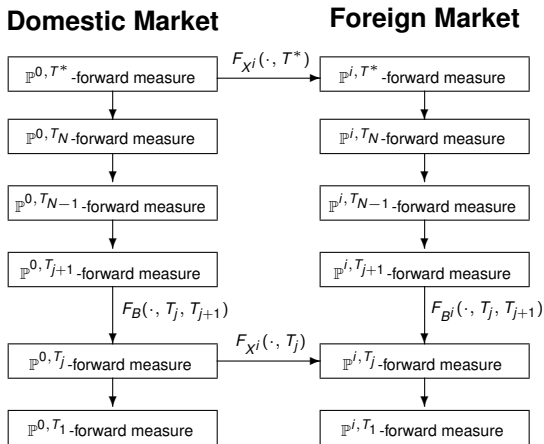 Domestic Market Foreign Market
ℙ^{0,T*}-forward measure F_{X^i}(·, T*) ℙ^{i,T*}-forward measure
ℙ^{0,T_N}-forward measure ℙ^{i,T_N}-forward measure
ℙ^{0,T_{N−1}}-forward measure ℙ^{i,T_{N−1}}-forward measure
ℙ^{0,T_{j+1}}-forward measure ℙ^{i,T_{j+1}}-forward measure
F_B(·, T_j, T_{j+1}) F_{B^i}(·, T_j, T_{j+1})
ℙ^{0,T_j}-forward measure F_{X^i}(·, T_j) ℙ^{i,T_j}-forward measure
ℙ^{0,T_1}-forward measure ℙ^{i,T_1}-forward measure